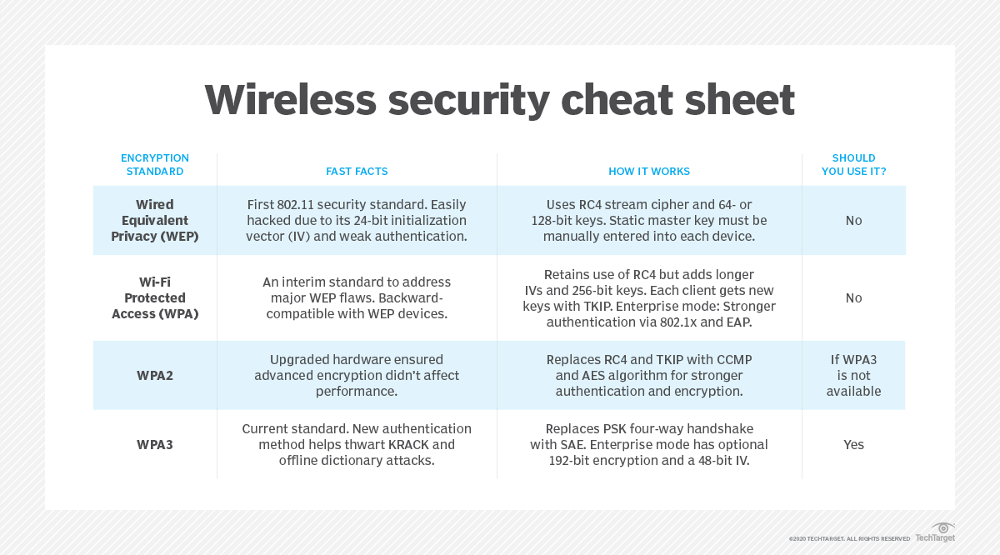 Wireless security cheat sheet
ENCRYPTION
STANDARD
FAST FACTS
HOW IT WORKS
SHOULD
YOU USE IT?
Wired
Equivalent
Privacy (WEP)
First 802.11 security standard. Easily
hacked due to its 24-bit initialization
vector (IV) and weak authentication.
Uses RC4 stream cipher and 64- or
128-bit keys. Static master key must be
manually entered into each device.
No
Wi-Fi
Protected
Access (WPA)
An interim standard to address
major WEP flaws. Backward-
compatible with WEP devices.
Retains use of RC4 but adds longer
IVs and 256-bit keys. Each client gets new
keys with TKIP. Enterprise mode: Stronger
authentication via 802.1x and EAP.
No
WPA2
Upgraded hardware ensured
advanced encryption didn't affect
performance.
Replaces RC4 and TKIP with CCMP
and AES algorithm for stronger
authentication and encryption.
If WPA3
is not
available
WPA3
Current standard. New authentication
method helps thwart KRACK and
offline dictionary attacks.
Replaces PSK four-way handshake
with SAE. Enterprise mode has optional
192-bit encryption and a 48-bit IV.
Yes
©2020 TECHTARGET. ALL RIGHTS RESERVED TechTarget